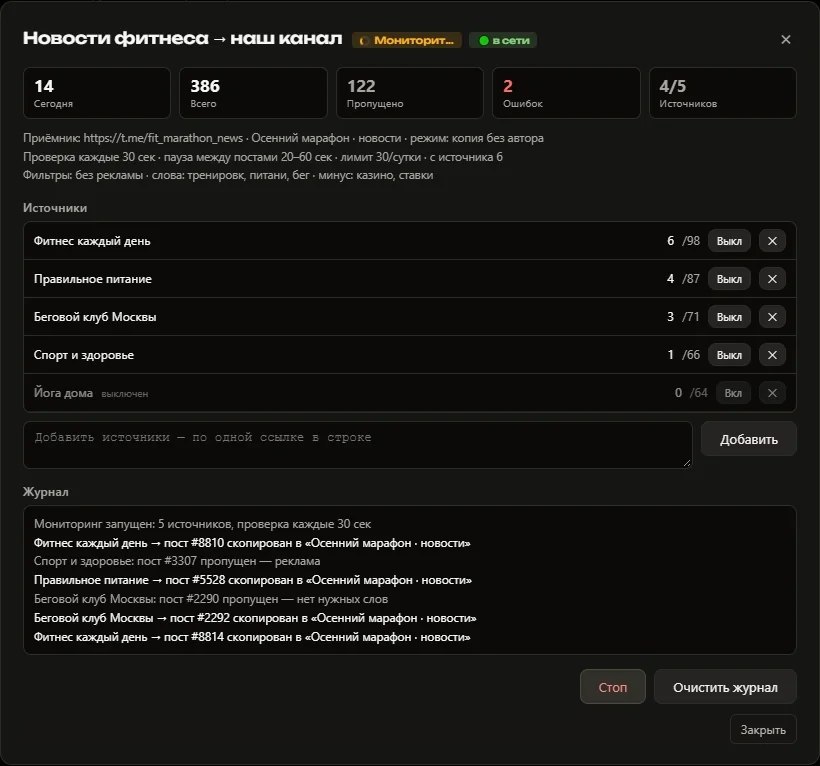 Новости фитнеса → наш канал
Мониторит...
в сети
14
Сегодня
386
Всего
122
Пропущено
2
Ошибок
4/5
Источников
Приёмник: https://t.me/fit_marathon_news · Осенний марафон · новости · режим: копия без автора
Проверка каждые 30 сек · пауза между постами 20–60 сек · лимит 30/сутки · с источника 6
Фильтры: без рекламы · слова: тренировк, питани, бег · минус: казино, ставки
Источники
Фитнес каждый день 6 /98 Выкл
Правильное питание 4 /87 Выкл
Беговой клуб Москвы 3 /71 Выкл
Спорт и здоровье 1 /66 Выкл
Йога дома выключен 0 /64 Вкл
Добавить источники — по одной ссылке в строке
Добавить
Журнал
Мониторинг запущен: 5 источников, проверка каждые 30 сек
Фитнес каждый день → пост #8810 скопирован в «Осенний марафон · новости»
Спорт и здоровье: пост #3307 пропущен — реклама
Правильное питание → пост #5528 скопирован в «Осенний марафон · новости»
Беговой клуб Москвы: пост #2290 пропущен — нет нужных слов
Беговой клуб Москвы → пост #2292 скопирован в «Осенний марафон · новости»
Фитнес каждый день → пост #8814 скопирован в «Осенний марафон · новости»
Стоп
Очистить журнал
Закрыть